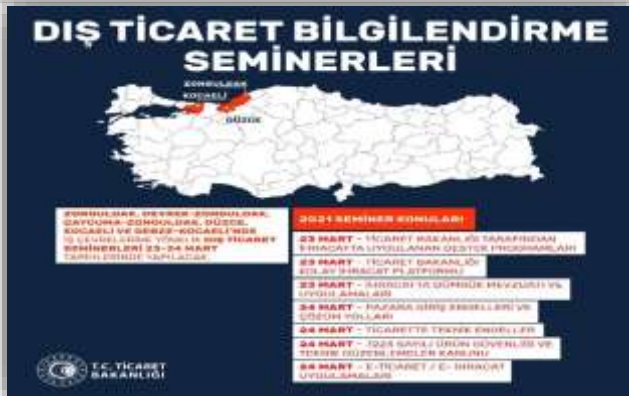 DIŞ TİCARET BİLGİLENDİRME
SEMİNERLERİ
ZONGULDAK
KOCAELİ
DÜZCE
ZONGULDAK, DEVREK-ZONGULDAK,
ÇAYCUMA-ZONGULDAK, DÜZCE,
KOCAELİ VE GEBZE-KOCAELİ'NDE
İŞ ÇEVRELERİNE YÖNELİK DIŞ TİCARET
SEMİNERLERİ 23-24 MART
TARİHLERİNDE YAPILACAK
2021 SEMİNER KONULARI
23 MART - TİCARET BAKANLIĞI TARAFINDAN
İHRACATTA UYGULANAN DESTEK PROGRAMLARI
23 MART - TİCARET BAKANLIĞI
KOLAY İHRACAT PLATFORMU
23 MART - İHRACATTA GÜMRÜK MEVZUATI VE
UYGULAMALARI
24 MART - PAZARA GİRİŞ ENGELLERİ VE
ÇÖZÜM YOLLARI
24 MART - TİCARETTE TEKNİK ENGELLER
24 MART - 7223 SAYILI ÜRÜN GÜVENLİĞİ VE
TEKNİK DÜZENLEMELER KANUNU
24 MART - E-TİCARET / E-İHRACAT
UYGULAMALARI
T.C. TİCARET
BAKANLIĞI